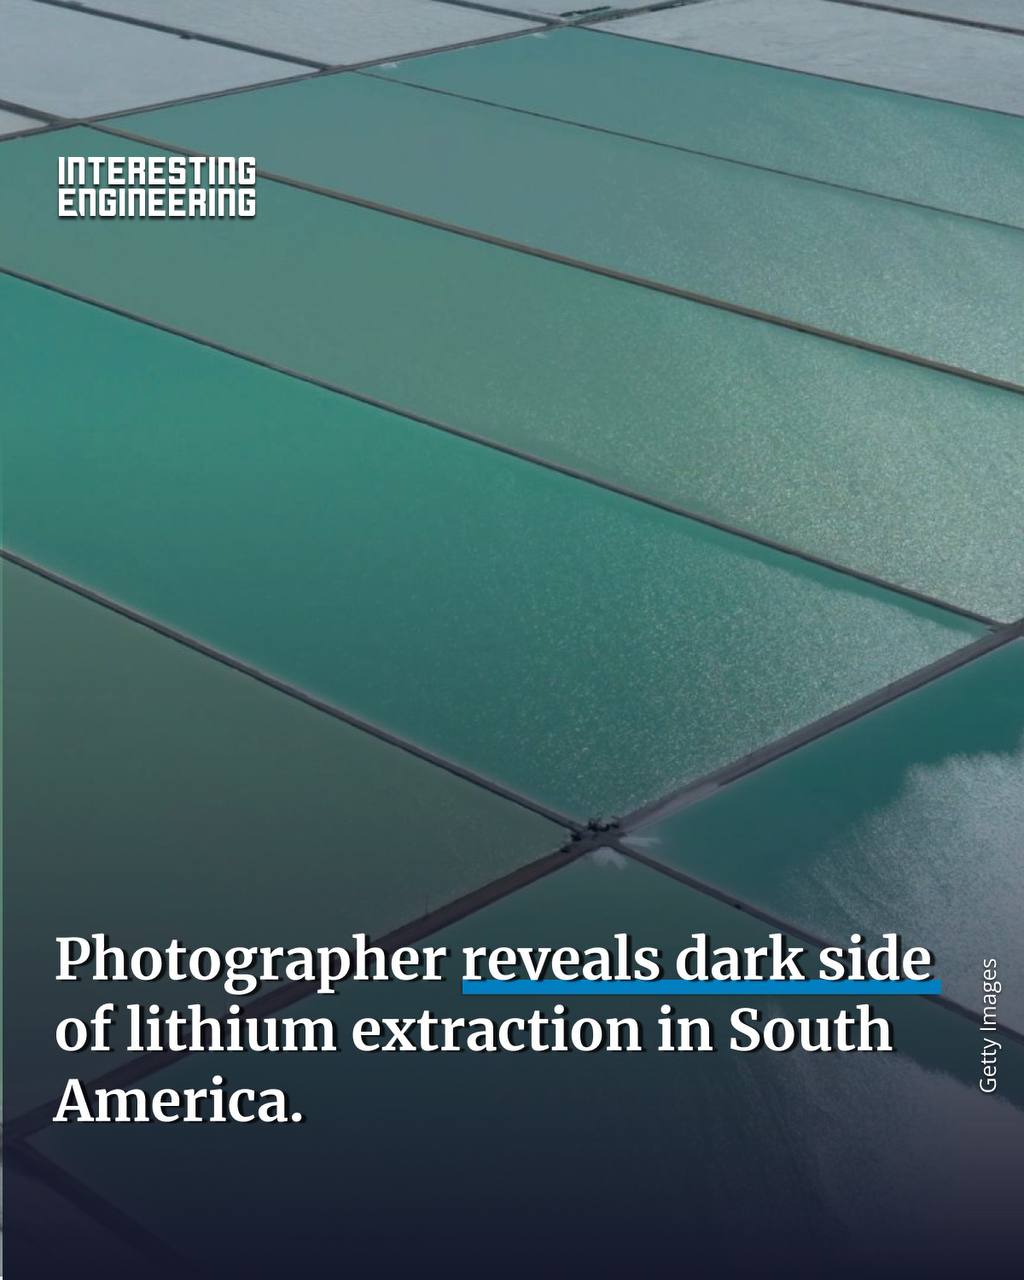 INTERESTING
ENGINEERING
Photographer reveals dark side
of lithium extraction in South
America.
Getty Images